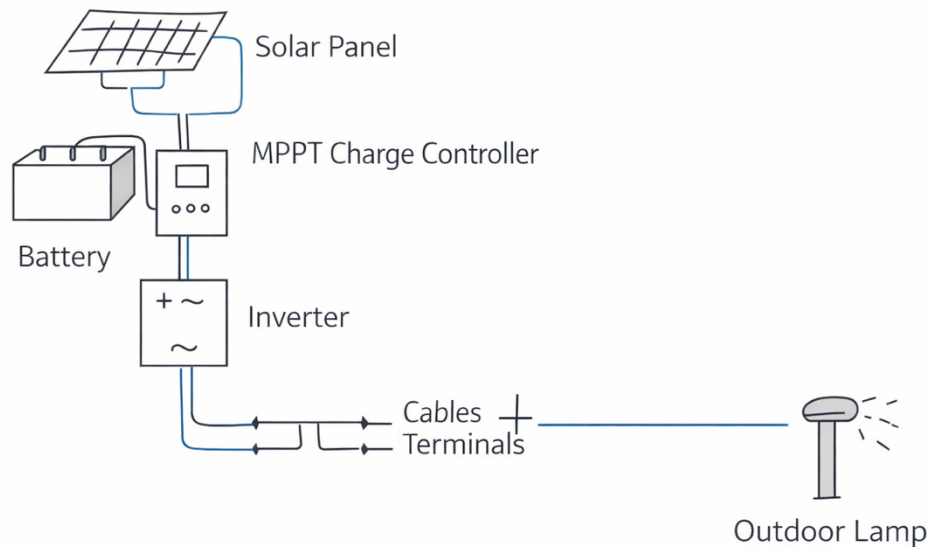 Solar Panel
MPPT Charge Controller
Battery
+ ~
Inverter
~
Cables
Terminals
Outdoor Lamp